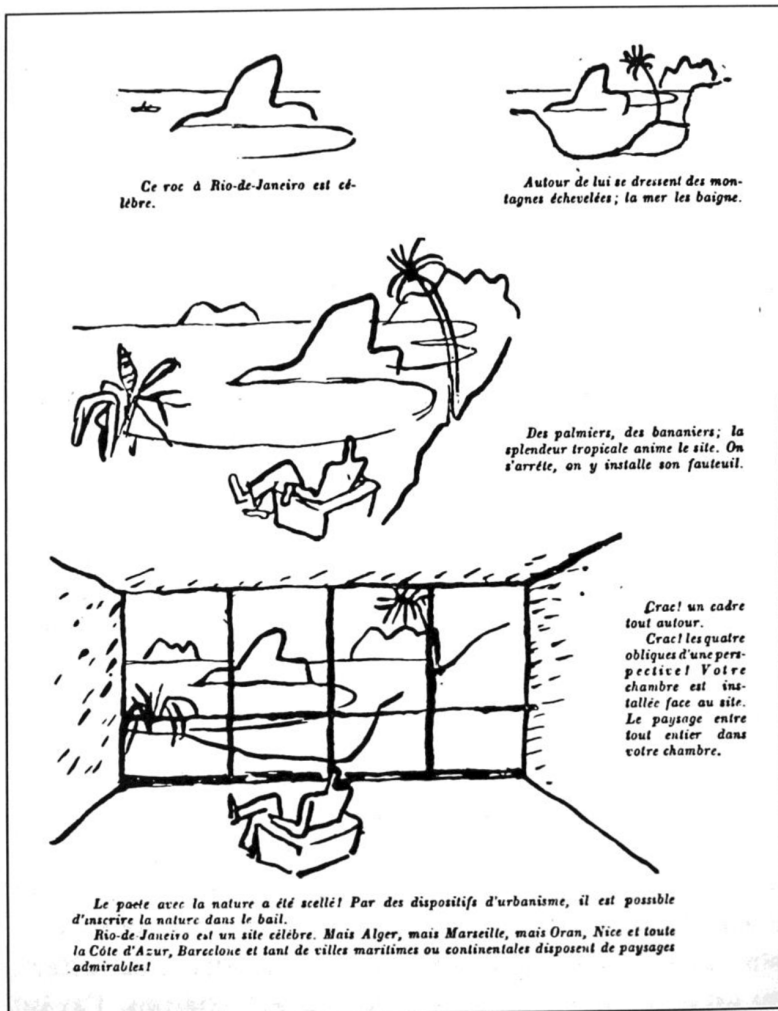 Ce roc à Rio-de-Janeiro est cé-
lèbre.
Autour de lui se dressent des mon-
tagnes échevelées; la mer les baigne.
Des palmiers, des bananiers; la
splendeur tropicale anime le site. On
s'arrête, on y installe son fauteuil.
Crac! un cadre
tout autour.
Crac! les quatre
obliques d'une pers-
pective! Votre
chambre est ins-
tallée face au site.
Le paysage entre
tout entier dans
votre chambre.
Le pacte avec la nature a été scellé! Par des dispositifs d'urbanisme, il est possible
d'inscrire la nature dans le bail.
Rio-de-Janeiro est un site célèbre. Mais Alger, mais Marseille, mais Oran, Nice et toute
la Côte d'Azur, Barcelone et tant de villes maritimes ou continentales disposent de paysages
admirables!